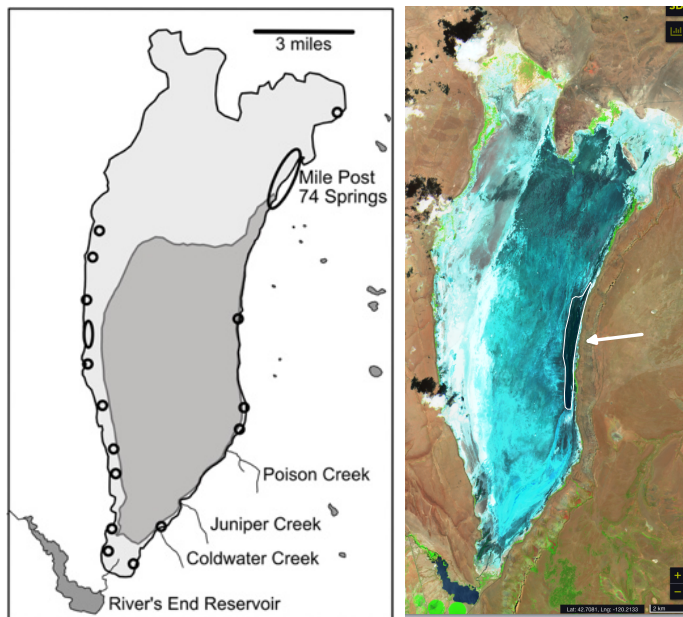 3 miles
Mile Post
74 Springs
Poison Creek
Juniper Creek
Coldwater Creek
River's End Reservoir
Lat: 42.7081, Lng: -120.2133
2 km
+
−